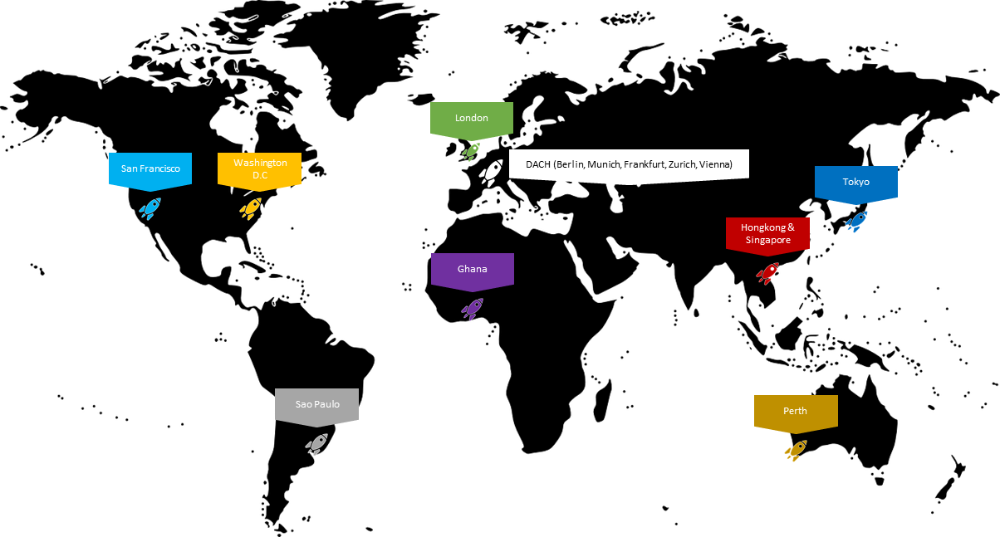 London
San Francisco
Washington
D.C
DACH (Berlin, Munich, Frankfurt, Zurich, Vienna)
Tokyo
Hongkong &
Singapore
Ghana
Sao Paulo
Perth